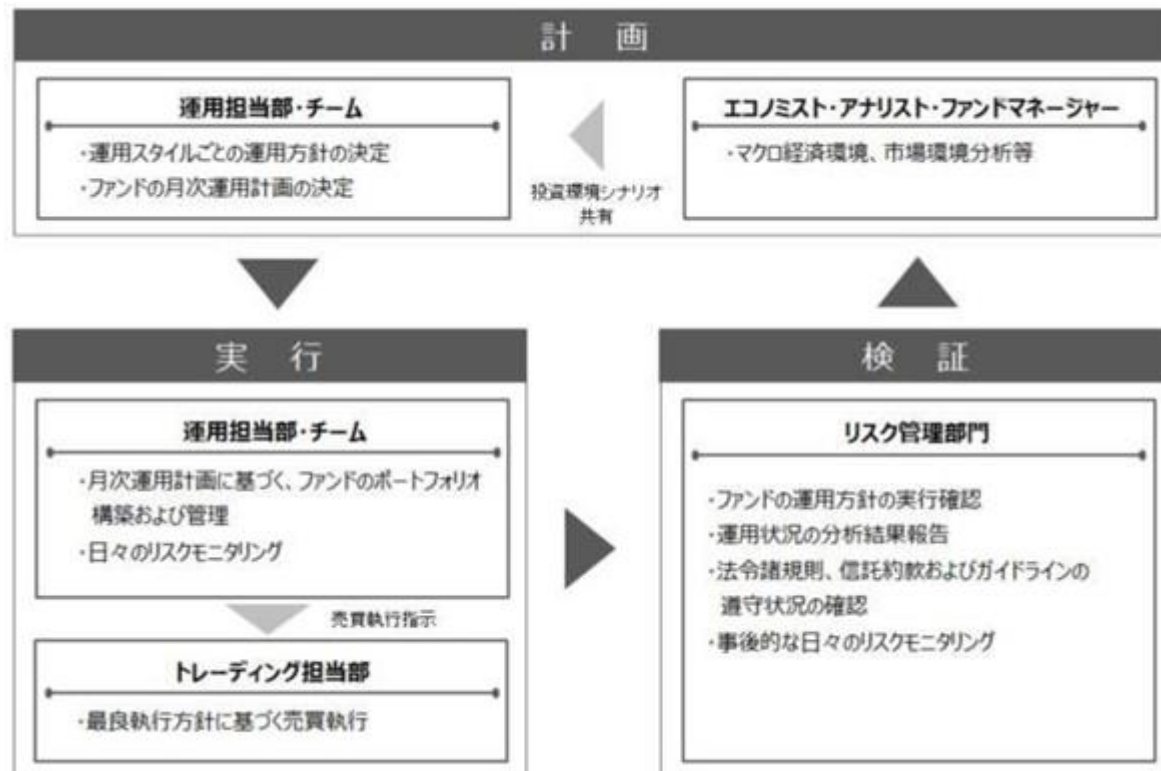 計 画
運用担当部・チーム
・運用スタイルごとの運用方針の決定
・ファンドの月次運用計画の決定
投資環境シナリオ
共有
エコノミスト・アナリスト・ファンドマネージャー
・マクロ経済環境、市場環境分析等
実 行
運用担当部・チーム
・月次運用計画に基づく、ファンドのポートフォリオ
構築および管理
・日々のリスクモニタリング
売買執行指示
トレーディング担当部
・最良執行方針に基づく売買執行
検 証
リスク管理部門
・ファンドの運用方針の実行確認
・運用状況の分析結果報告
・法令諸規則、信託約款およびガイドラインの
遵守状況の確認
・事後的な日々のリスクモニタリング